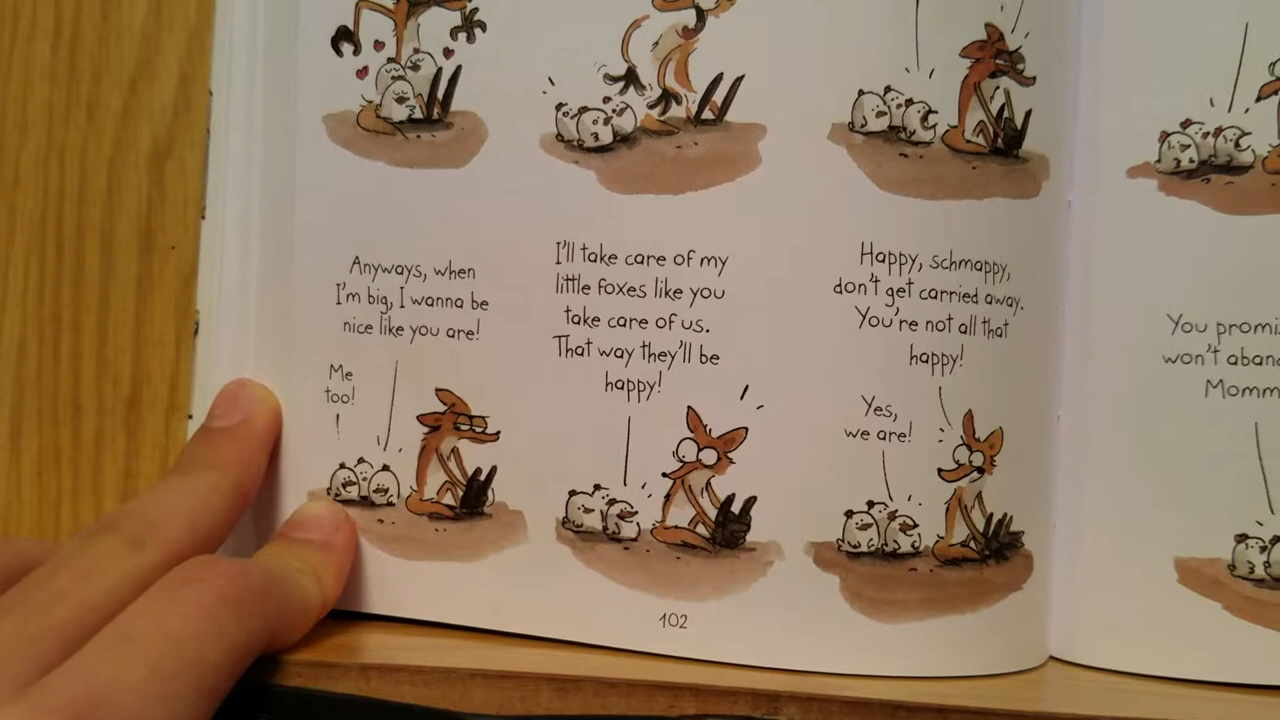 Anyways, when
I'm big, I wanna be
nice like you are!
Me
too!
I'll take care of my
little foxes like you
take care of us.
That way they'll be
happy!
Happy, schmappy,
don't get carried away.
You're not all that
happy!
Yes,
we are!
You
won't
102